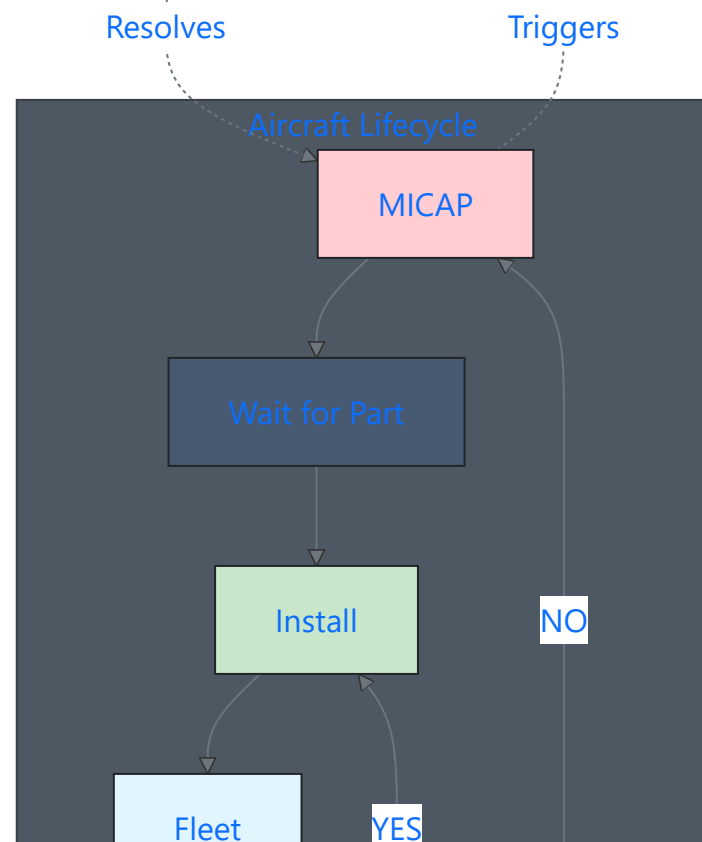 Resolves
Triggers
Aircraft Lifecycle
MICAP
Wait for Part
Install
NO
Fleet
YES